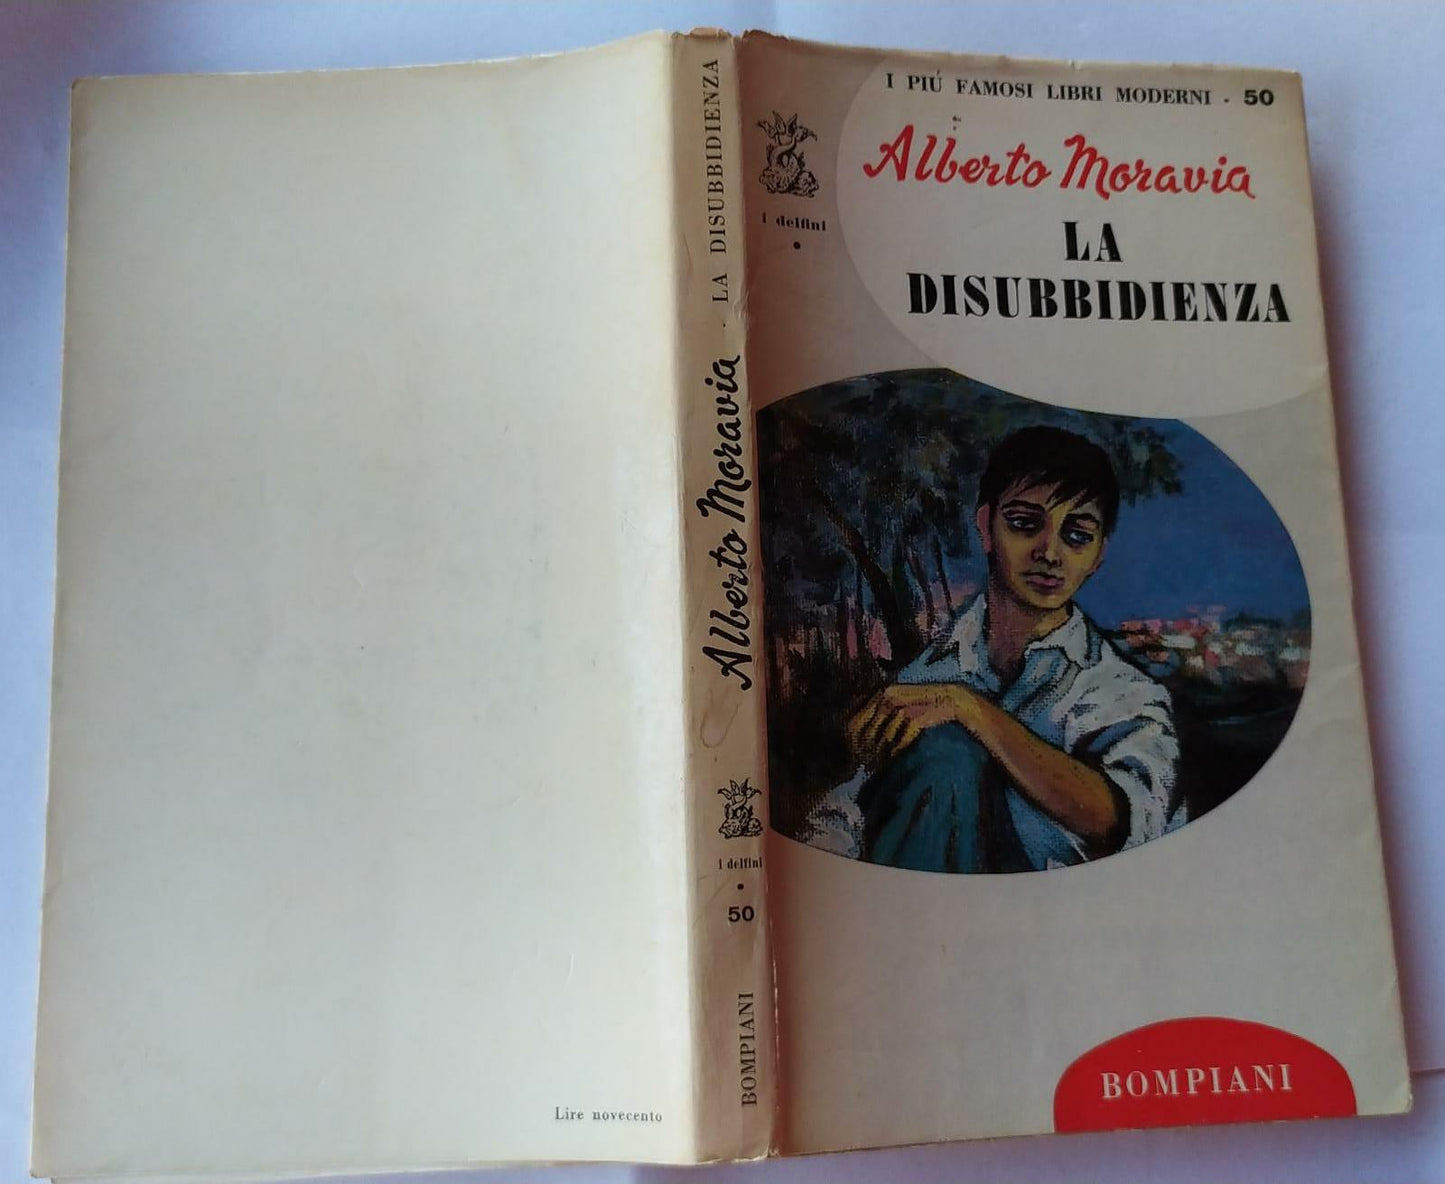 I PIÚ FAMOSI LIBRI MODERNI - 50
Alberto Moravia
LA
DISUBBIDIENZA
i delfini
BOMPIANI
Alberto Moravia . LA DISUBBIDIENZA
i delfini
50
BOMPIANI
Lire novecento